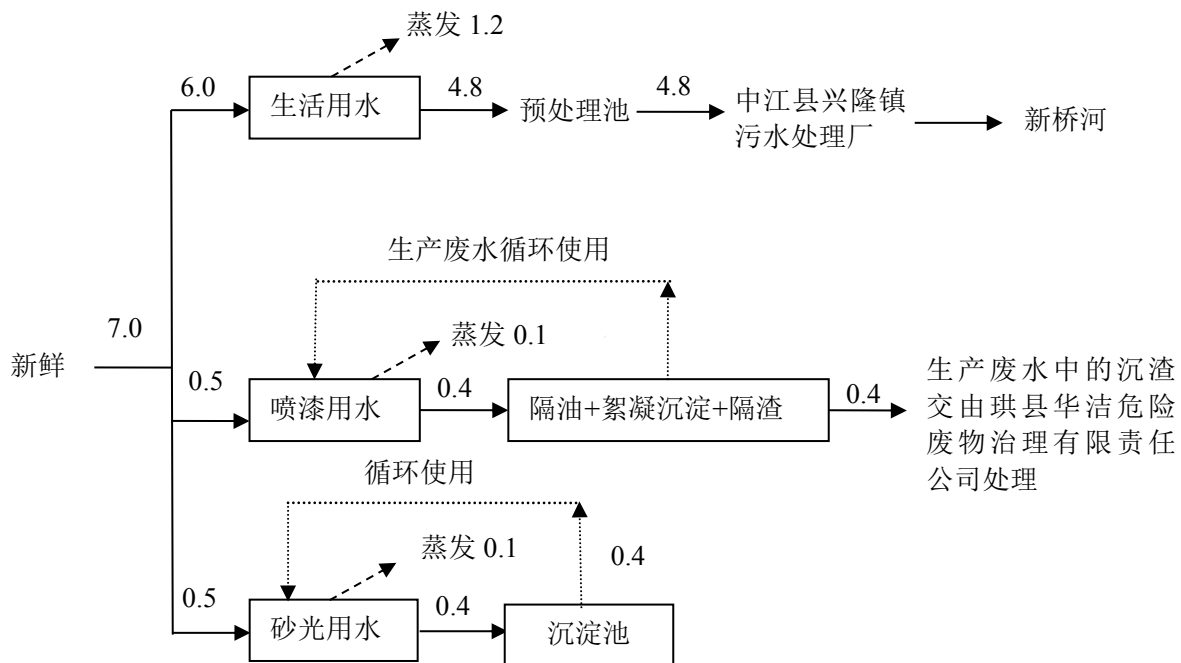 蒸发 1.2
6.0
生活用水
4.8
预处理池
4.8
中江县兴隆镇
污水处理厂
新桥河
生产废水循环使用
7.0
新鲜
蒸发 0.1
0.5
喷漆用水
0.4
隔油+絮凝沉淀+隔渣
0.4
生产废水中的沉渣
交由珙县华洁危险
废物治理有限责任
公司处理
循环使用
蒸发 0.1
0.4
0.5
砂光用水
0.4
沉淀池